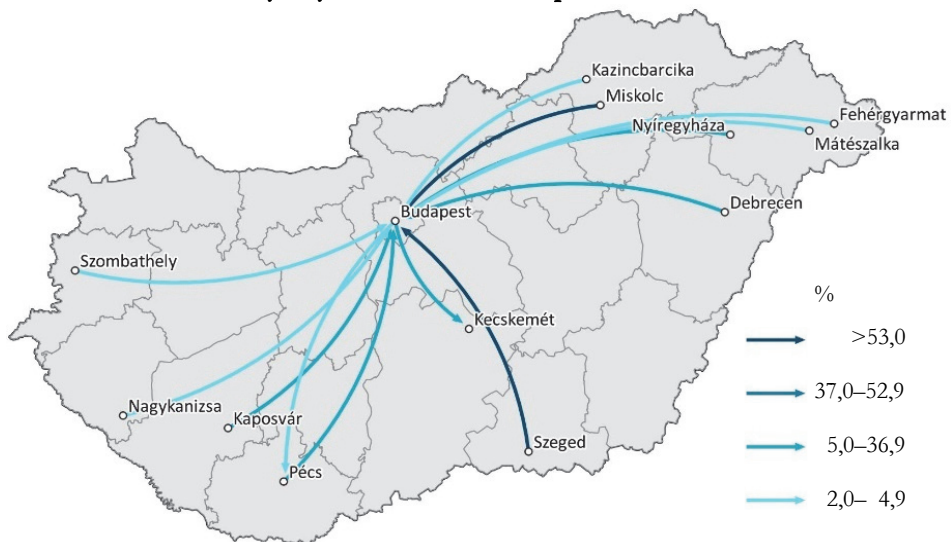 Kazincbarcika
Miskolc
Fehérgyarmat
Nyíregyháza
Mátészalka
Debrecen
Budapest
Szombathely
%
Kecskemét
>53,0
37,0–52,9
Nagykanizsa
Kaposvár
Szeged
5,0–36,9
Pécs
2,0– 4,9